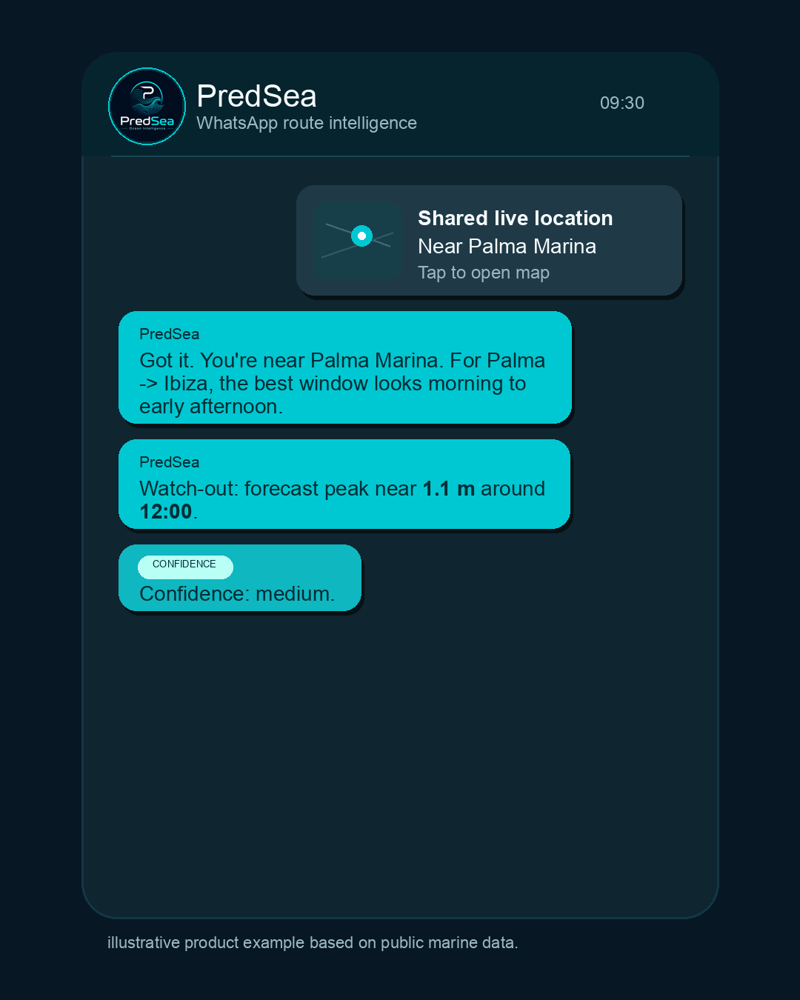 PredSea
Ocean Intelligence
PredSea
WhatsApp route intelligence
09:30
Shared live location
Near Palma Marina
Tap to open map
PredSea
Got it. You're near Palma Marina. For Palma
-> Ibiza, the best window looks morning to
early afternoon.
PredSea
Watch-out: forecast peak near 1.1 m around
12:00.
CONFIDENCE
Confidence: medium.
illustrative product example based on public marine data.